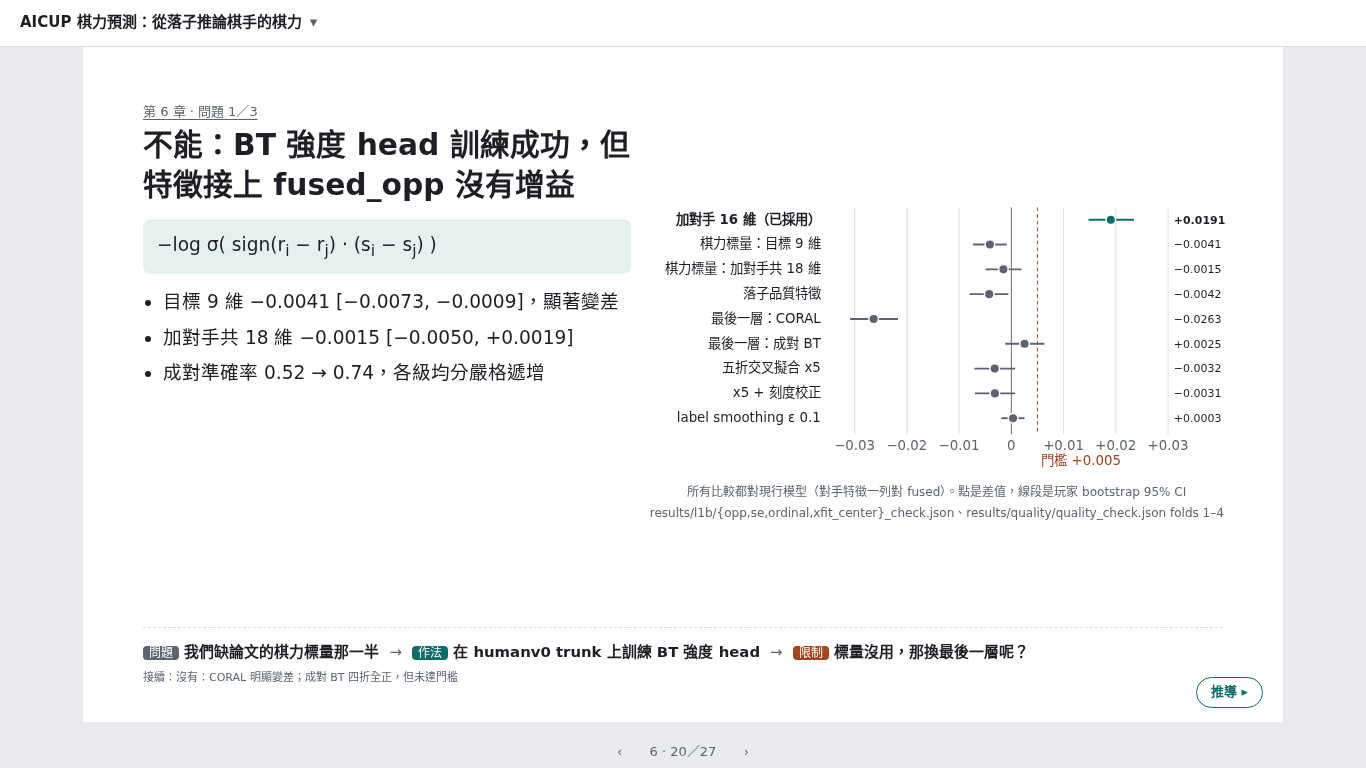 AICUP 棋力預測：從落子推論棋手的棋力 ▾
第 6 章 · 問題 1／3
不能：BT 強度 head 訓練成功，但
特徵接上 fused_opp 沒有增益
−log σ( sign(ri − rj) · (si − sj) )
• 目標 9 維 −0.0041 [−0.0073, −0.0009]，顯著變差
• 加對手共 18 維 −0.0015 [−0.0050, +0.0019]
• 成對準確率 0.52 → 0.74，各級均分嚴格遞增
加對手 16 維（已採用） +0.0191
棋力標量：目標 9 維 −0.0041
棋力標量：加對手共 18 維 −0.0015
落子品質特徵 −0.0042
最後一層：CORAL −0.0263
最後一層：成對 BT +0.0025
五折交叉擬合 x5 −0.0032
x5 + 刻度校正 −0.0031
label smoothing ε 0.1 +0.0003
−0.03 −0.02 −0.01 0 +0.01 +0.02 +0.03
門檻 +0.005
所有比較都對現行模型（對手特徵一列對 fused）。點是差值，線段是玩家 bootstrap 95% CI
results/l1b/{opp,se,ordinal,xfit_center}_check.json、results/quality/quality_check.json folds 1–4
問題 我們缺論文的棋力標量那一半 → 作法 在 humanv0 trunk 上訓練 BT 強度 head → 限制 標量沒用，那換最後一層呢？
接續：沒有：CORAL 明顯變差；成對 BT 四折全正，但未達門檻
推導 ▸
‹ 6 · 20／27 ›